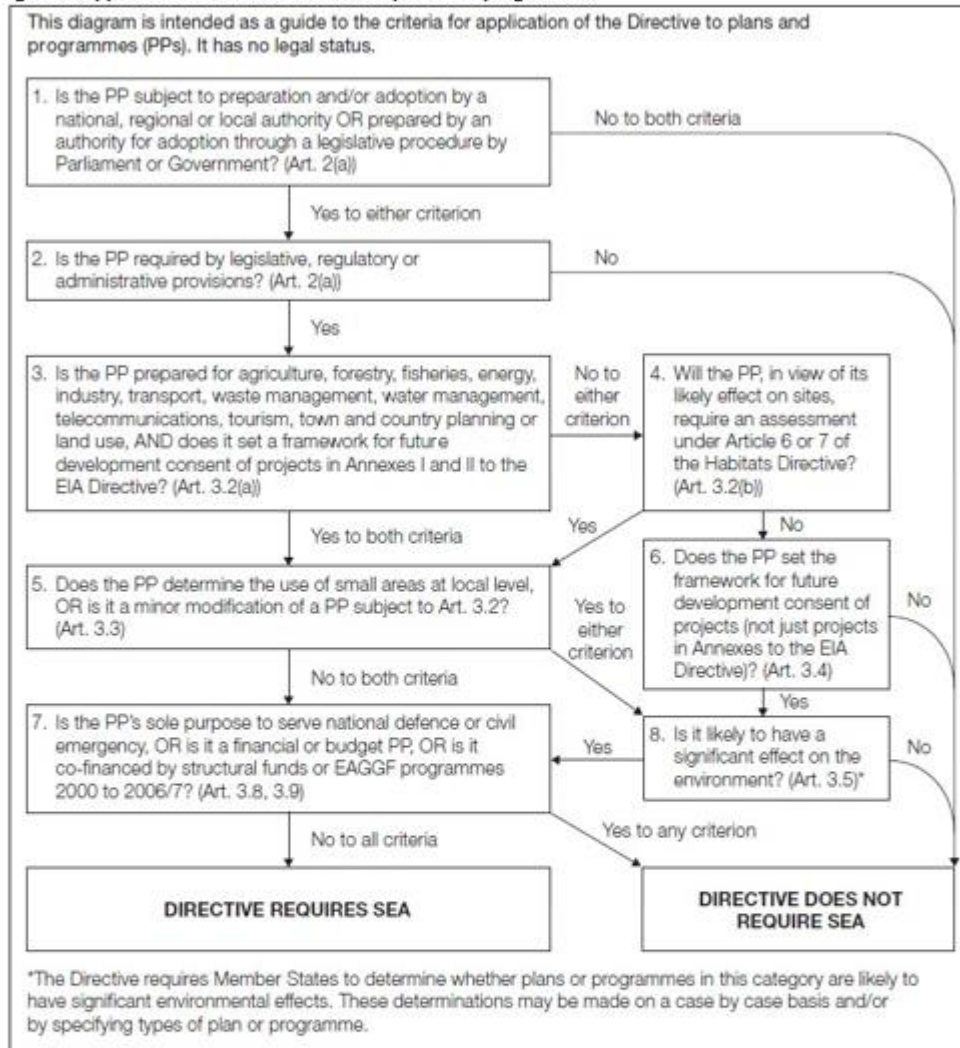 This diagram is intended as a guide to the criteria for application of the Directive to plans and
programmes (PPs). It has no legal status.
1. Is the PP subject to preparation and/or adoption by a
national, regional or local authority OR prepared by an
authority for adoption through a legislative procedure by
Parliament or Government? (Art. 2(a))
No to both criteria
Yes to either criterion
2. Is the PP required by legislative, regulatory or
administrative provisions? (Art. 2(a))
No
Yes
3. Is the PP prepared for agriculture, forestry, fisheries, energy,
industry, transport, waste management, water management,
telecommunications, tourism, town and country planning or
land use, AND does it set a framework for future
development consent of projects in Annexes I and II to the
EIA Directive? (Art. 3.2(a))
No to
either
criterion
4. Will the PP, in view of its
likely effect on sites,
require an assessment
under Article 6 or 7 of
the Habitats Directive?
(Art. 3.2(b))
Yes to both criteria
Yes
No
5. Does the PP determine the use of small areas at local level,
OR is it a minor modification of a PP subject to Art. 3.2?
(Art. 3.3)
Yes to
either
criterion
6. Does the PP set the
framework for future
development consent of
projects (not just projects
in Annexes to the EIA
Directive)? (Art. 3.4)
No
No to both criteria
Yes
7. Is the PP's sole purpose to serve national defence or civil
emergency, OR is it a financial or budget PP, OR is it
co-financed by structural funds or EAGGF programmes
2000 to 2006/7? (Art. 3.8, 3.9)
Yes
8. Is it likely to have a
significant effect on the
environment? (Art. 3.5)*
No
No to all criteria
Yes to any criterion
DIRECTIVE REQUIRES SEA
DIRECTIVE DOES NOT
REQUIRE SEA
*The Directive requires Member States to determine whether plans or programmes in this category are likely to
have significant environmental effects. These determinations may be made on a case by case basis and/or
by specifying types of plan or programme.